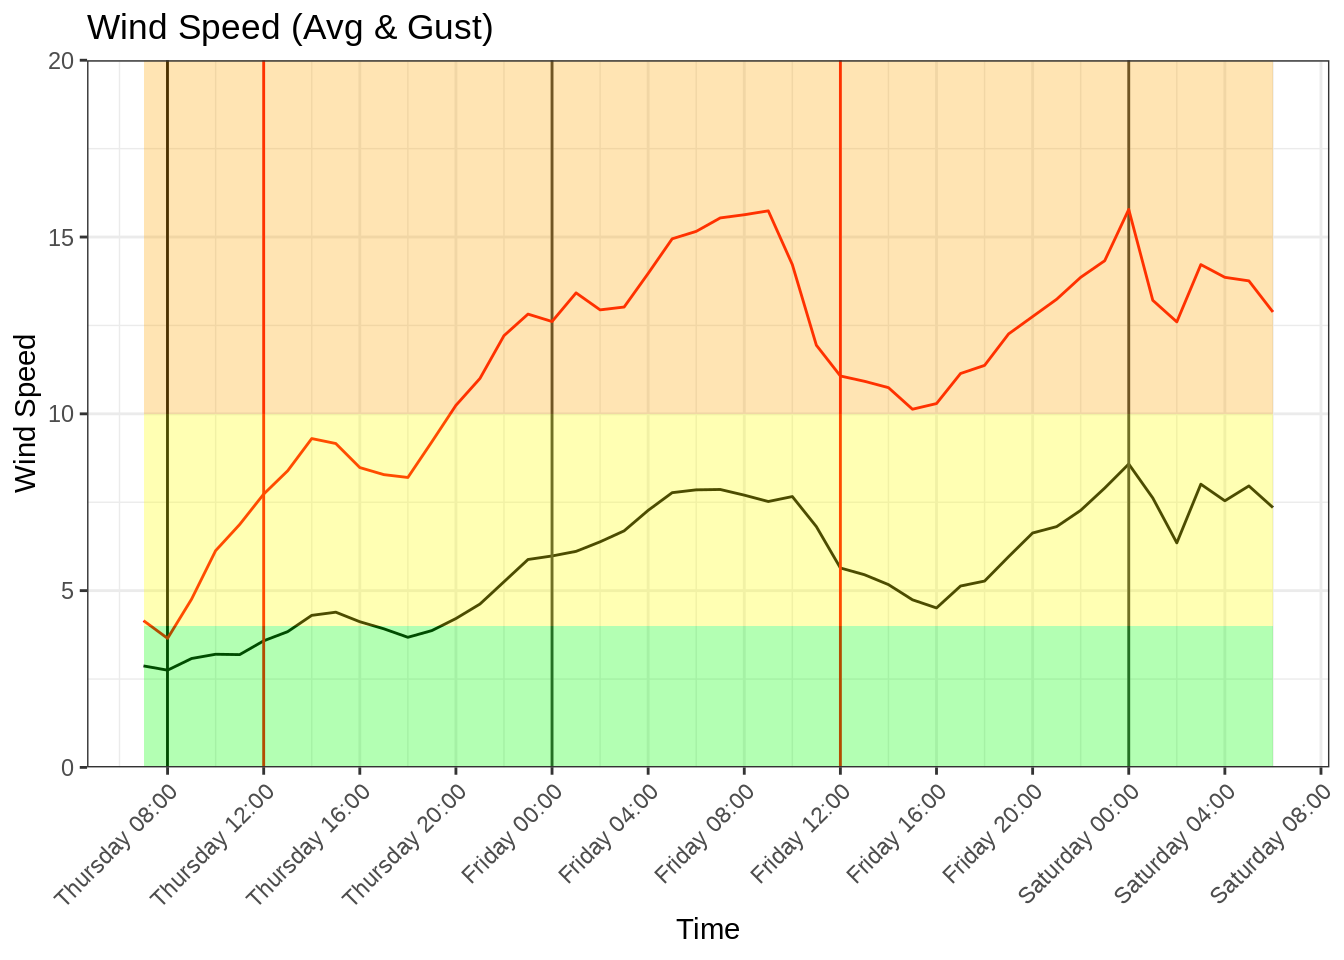 Wind Speed (Avg & Gust)
20
15
10
5
0
Wind Speed
Thursday 08:00
Thursday 12:00
Thursday 16:00
Thursday 20:00
Friday 00:00
Friday 04:00
Friday 08:00
Friday 12:00
Friday 16:00
Friday 20:00
Saturday 00:00
Saturday 04:00
Saturday 08:00
Time